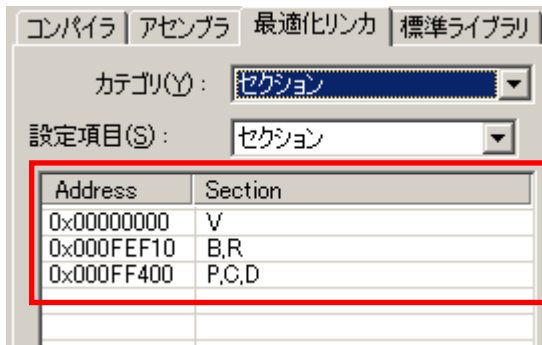 コンパイラ アセンブラ 最適化リンカ 標準ライブラリ
カテゴリ(Y): セクション
設定項目(S): セクション
Address Section
0x00000000 V
0x000FEF10 B,R
0x000FF400 P,C,D